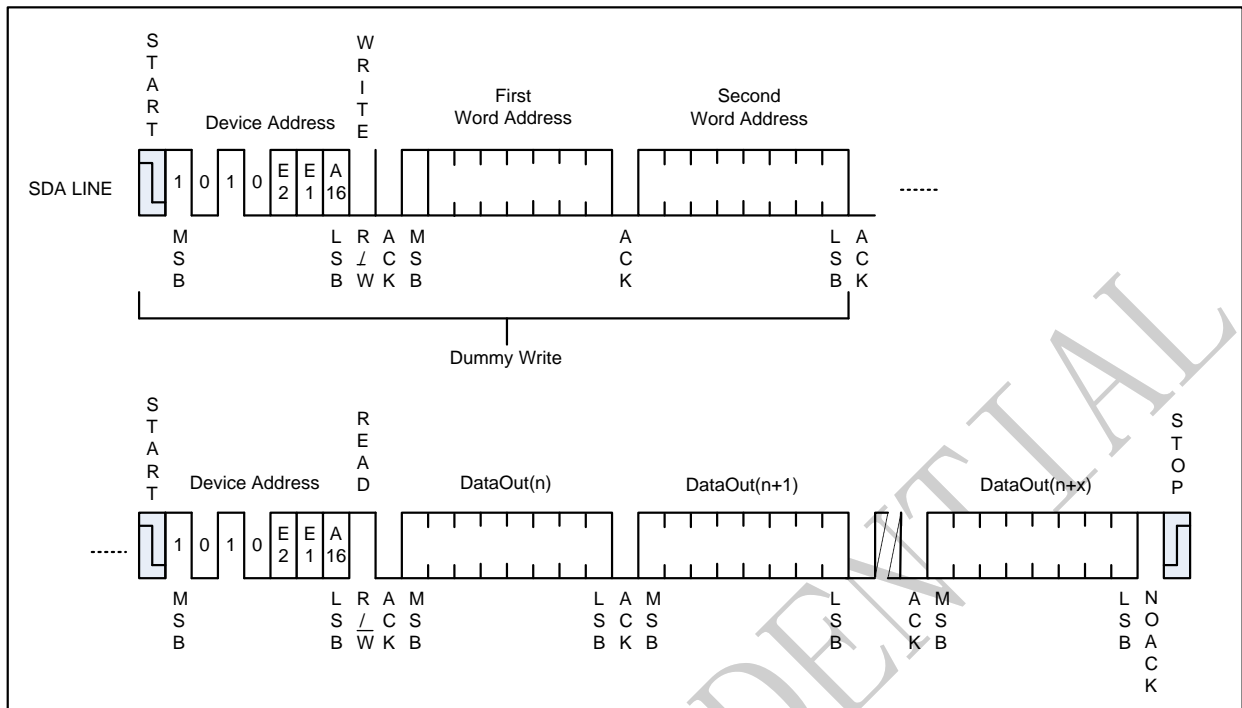 START
WRITE
First
Word Address
Second
Word Address
Device Address
SDA LINE
1 0 1 0 E2 E1 A16
......
MSB
LSB
R/W
ACK
MSB
ACK
LSB
ACK
Dummy Write
START
READ
STOP
Device Address
DataOut(n)
DataOut(n+1)
DataOut(n+x)
......
1 0 1 0 E2 E1 A16
MSB
LSB
R/W
ACK
MSB
LSB
ACK
MSB
LSB
ACK
MSB
LSB
NOACK
DENTIAL